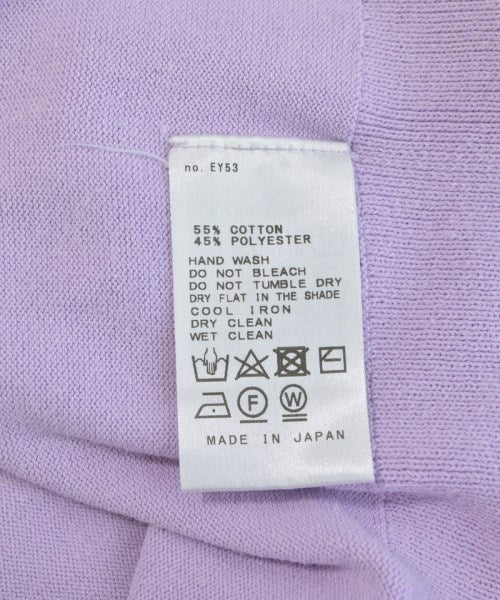 no. EY53
55% COTTON
45% POLYESTER
HAND WASH
DO NOT BLEACH
DO NOT TUMBLE DRY
DRY FLAT IN THE SHADE
COOL IRON
DRY CLEAN
WET CLEAN
F W
MADE IN JAPAN